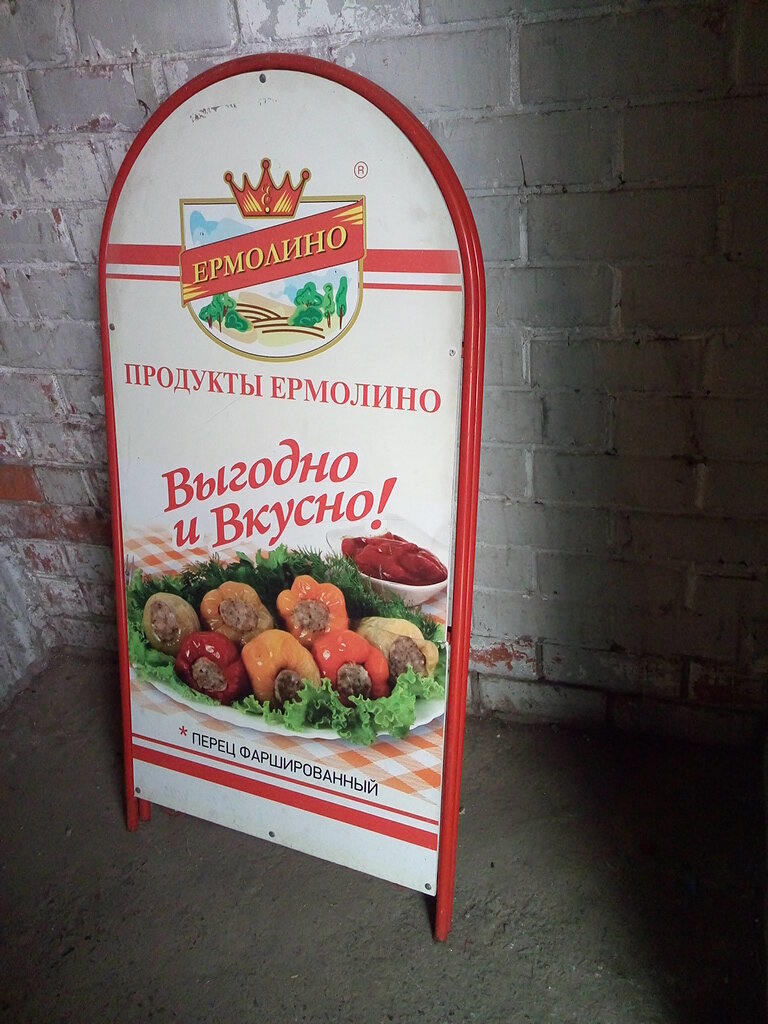 ®
ЕРМОЛИНО
ПРОДУКТЫ ЕРМОЛИНО
Выгодно
и Вкусно!
* ПЕРЕЦ ФАРШИРОВАННЫЙ